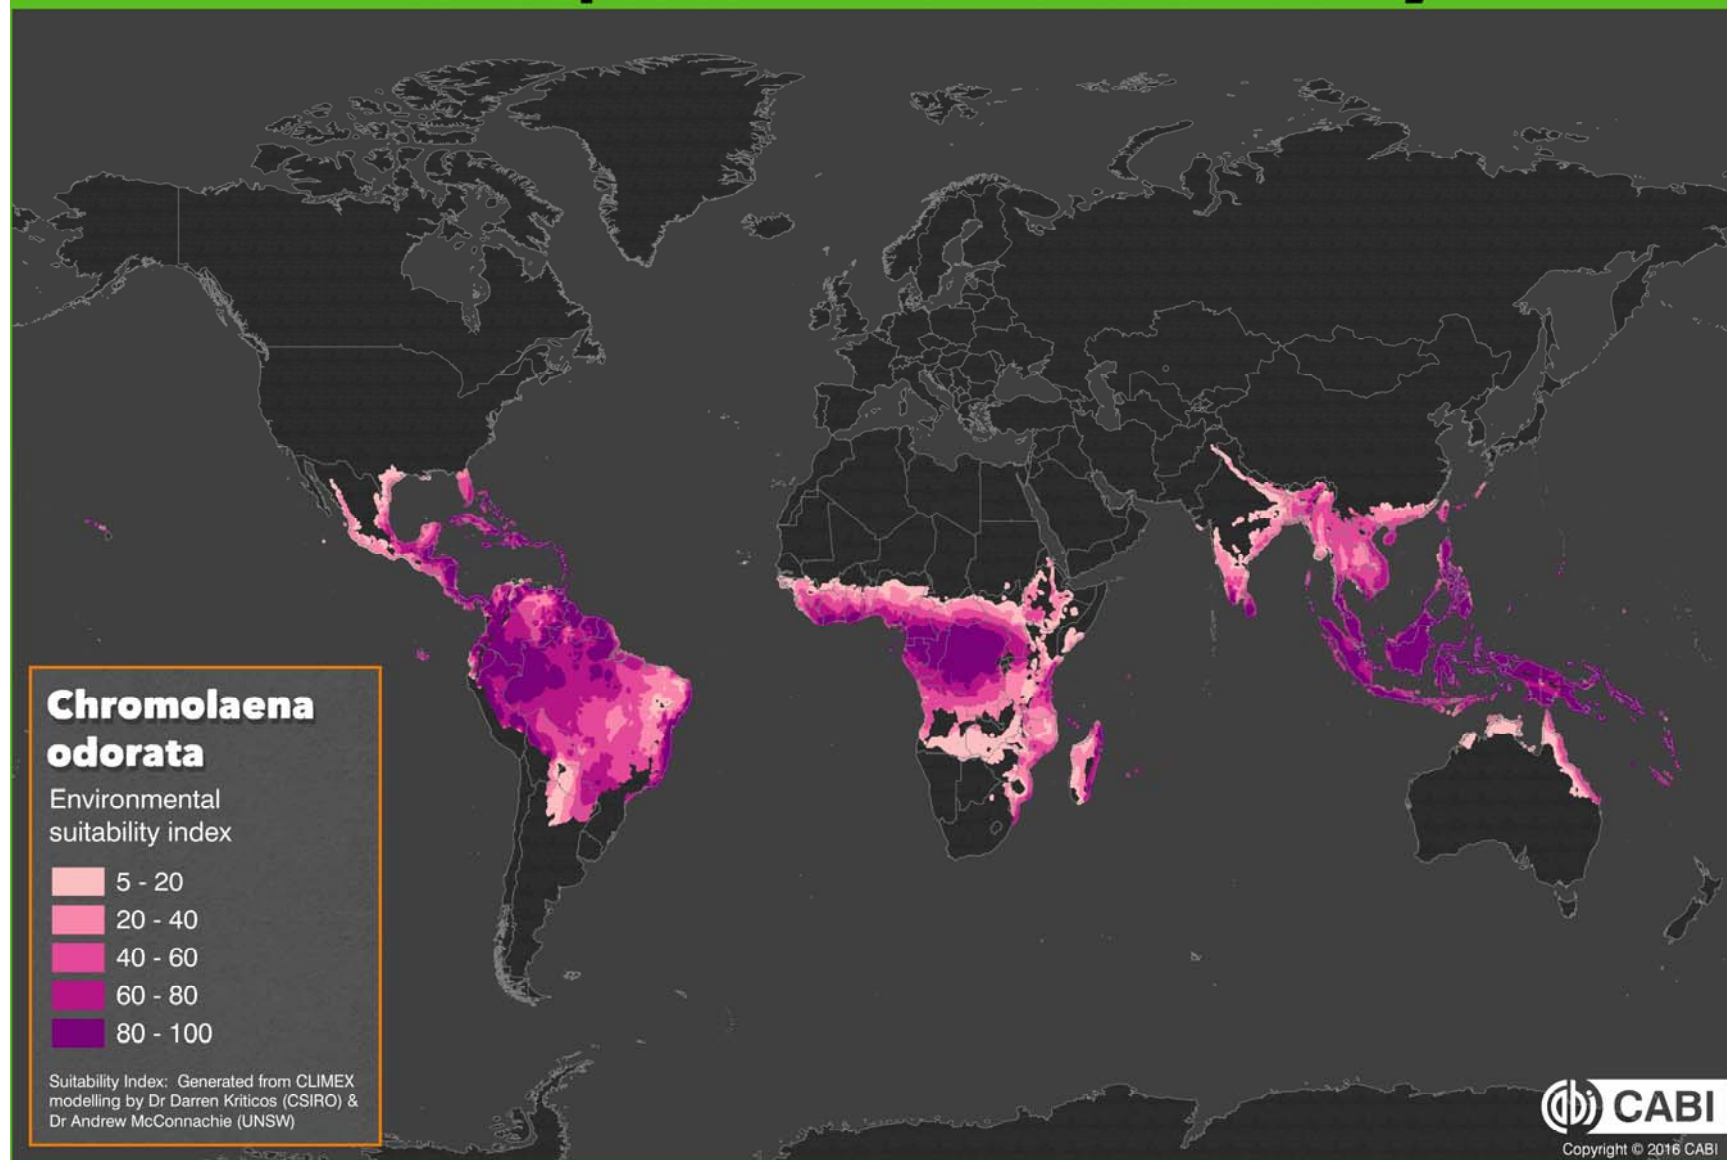 Chromolaena
odorata
Environmental
suitability index
5 - 20
20 - 40
40 - 60
60 - 80
80 - 100
Suitability Index: Generated from CLIMEX
modelling by Dr Darren Kriticos (CSIRO) &
Dr Andrew McConnachie (UNSW)
cabi CABI
Copyright © 2016 CABI